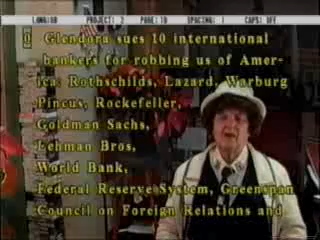 LONG:60 PROJECT: 2 PAGE:10 SPACING: 1 CAPS: OFF
Glendora sues 10 international
bankers for robbing us of Amer-
ica: Rothschilds, Lazard, Warburg
Pincus, Rockefeller,
Goldman Sachs,
Lehman Bros,
World Bank,
Federal Reserve System, Greenspan
Council on Foreign Relations and